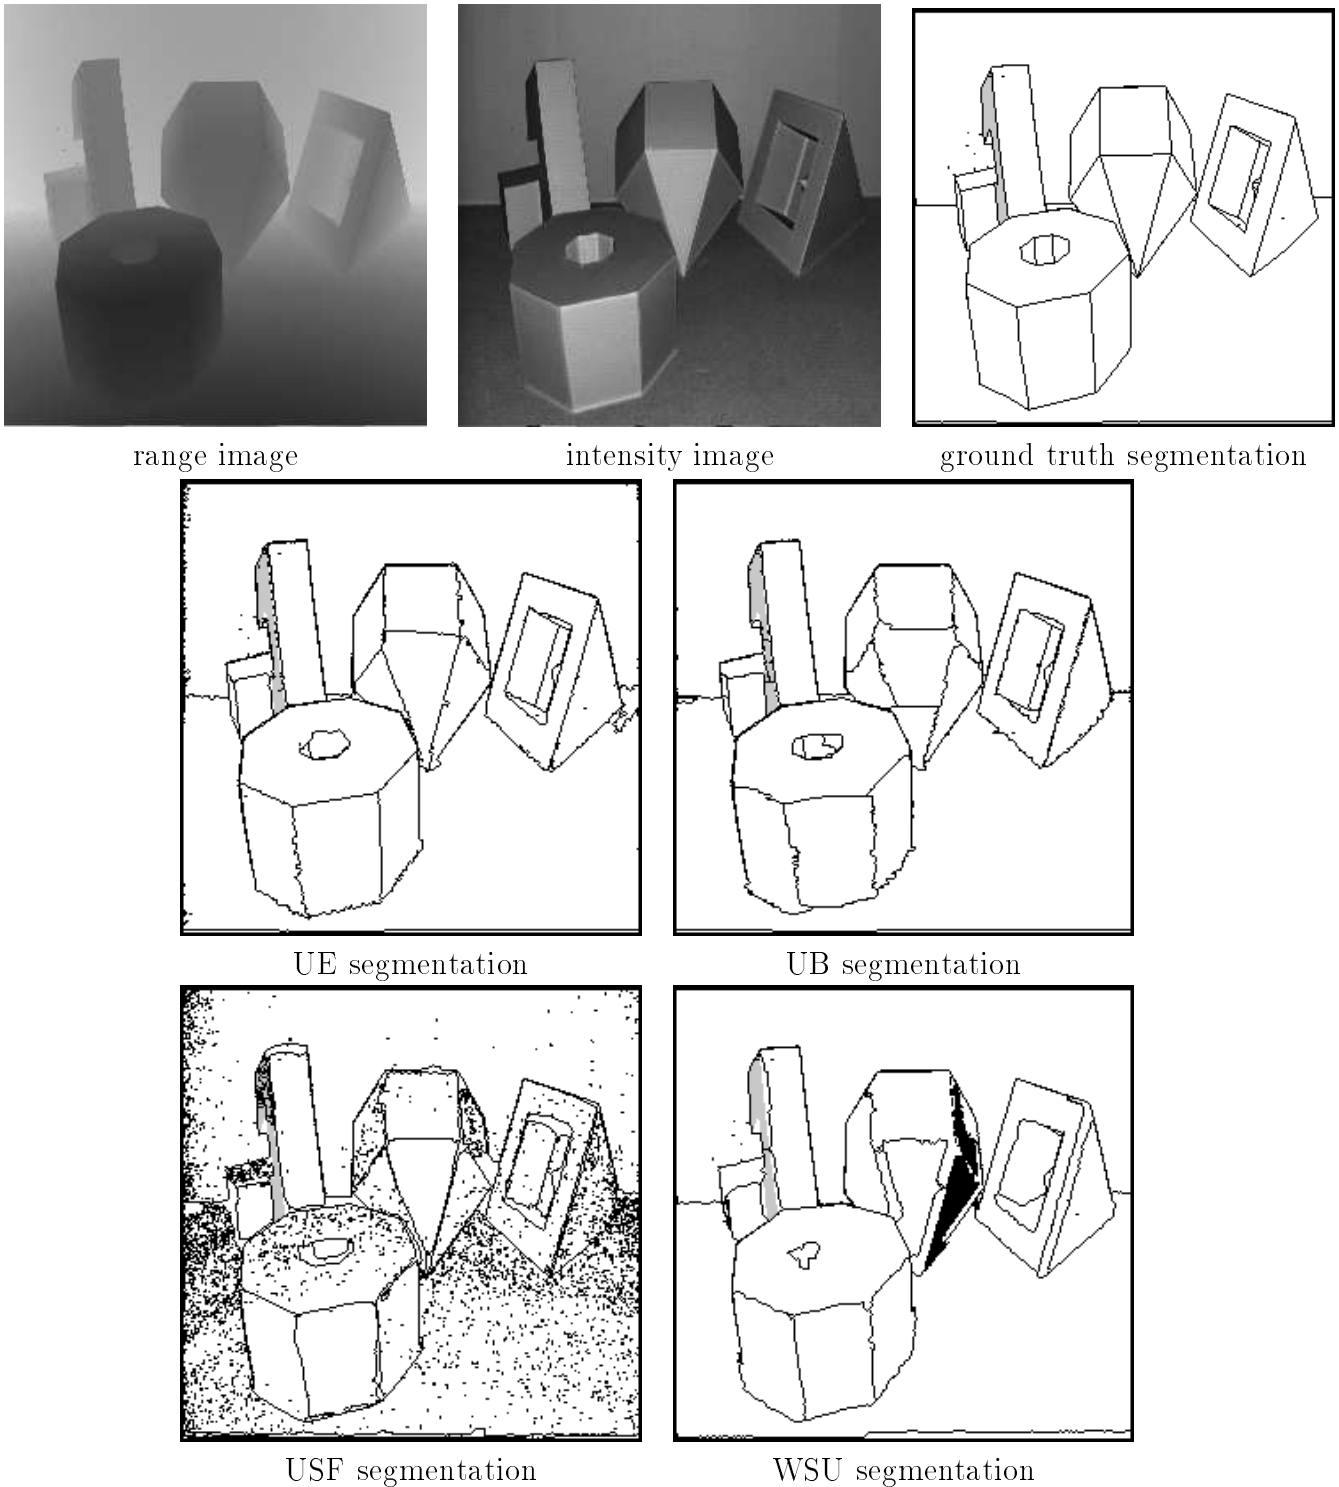 range image
intensity image
ground truth segmentation
UE segmentation
UB segmentation
USF segmentation
WSU segmentation